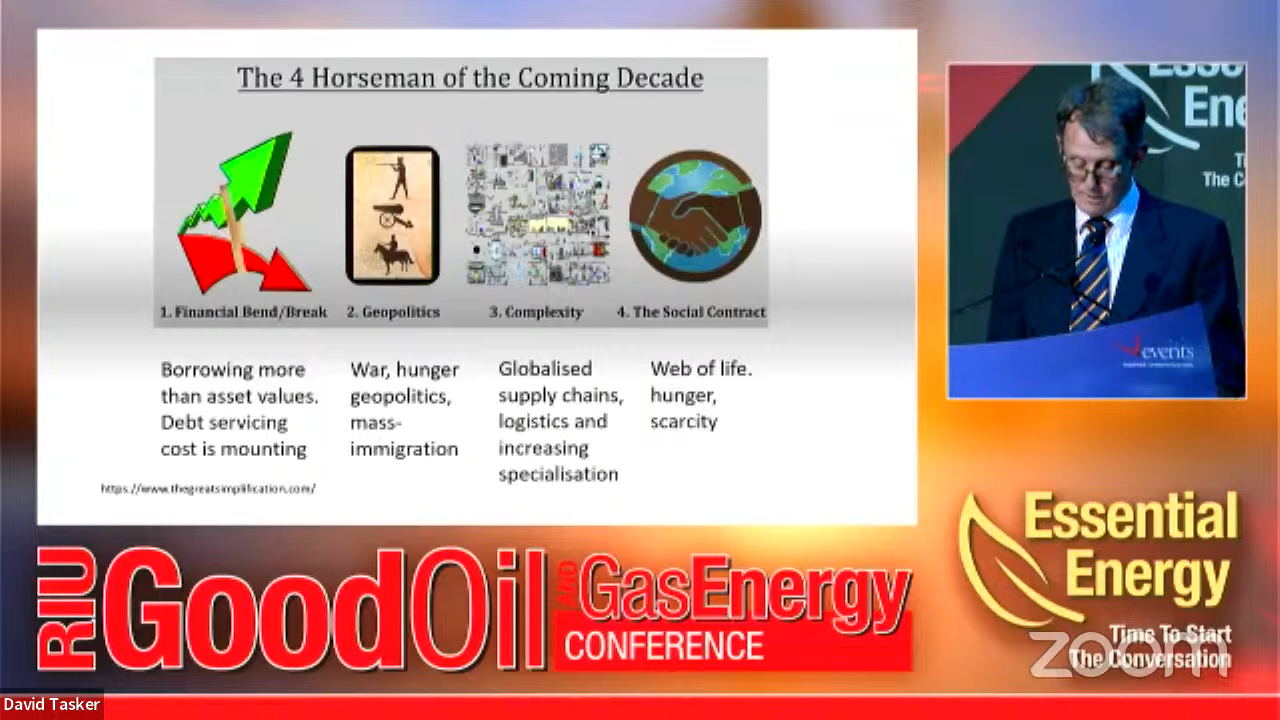 The 4 Horseman of the Coming Decade
1. Financial Bend/Break
2. Geopolitics
3. Complexity
4. The Social Contract
Borrowing more
than asset values.
Debt servicing
cost is mounting
War, hunger
geopolitics,
mass-
immigration
Globalised
supply chains,
logistics and
increasing
specialisation
Web of life.
hunger,
scarcity
https://www.thegreatsimplification.com/
Ene
The C
events
RIU GoodOil AND GasEnergy
CONFERENCE
Essential
Energy
Time To Start
The Conversation
zoom
David Tasker